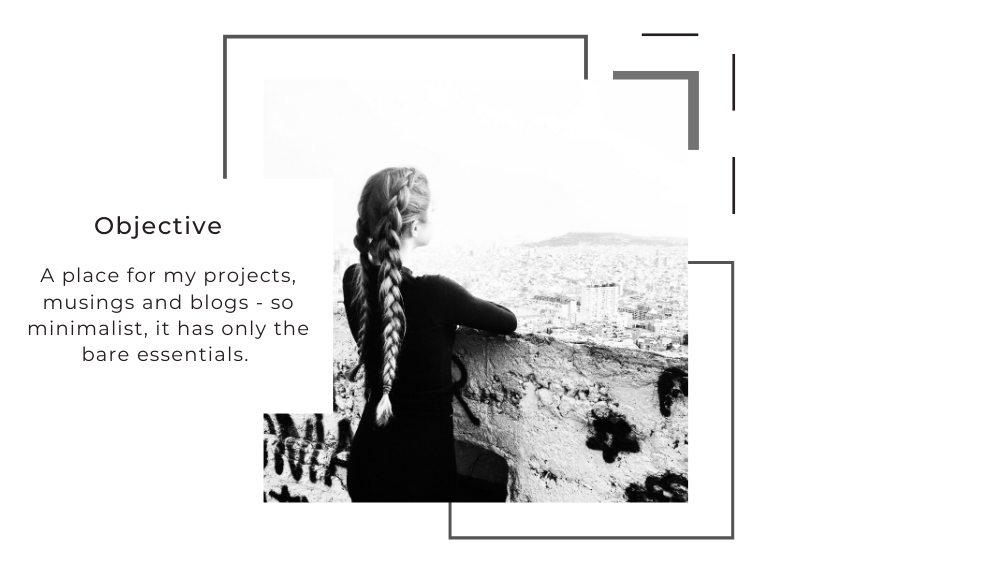 Objective
A place for my projects,
musings and blogs - so
minimalist, it has only the
bare essentials.